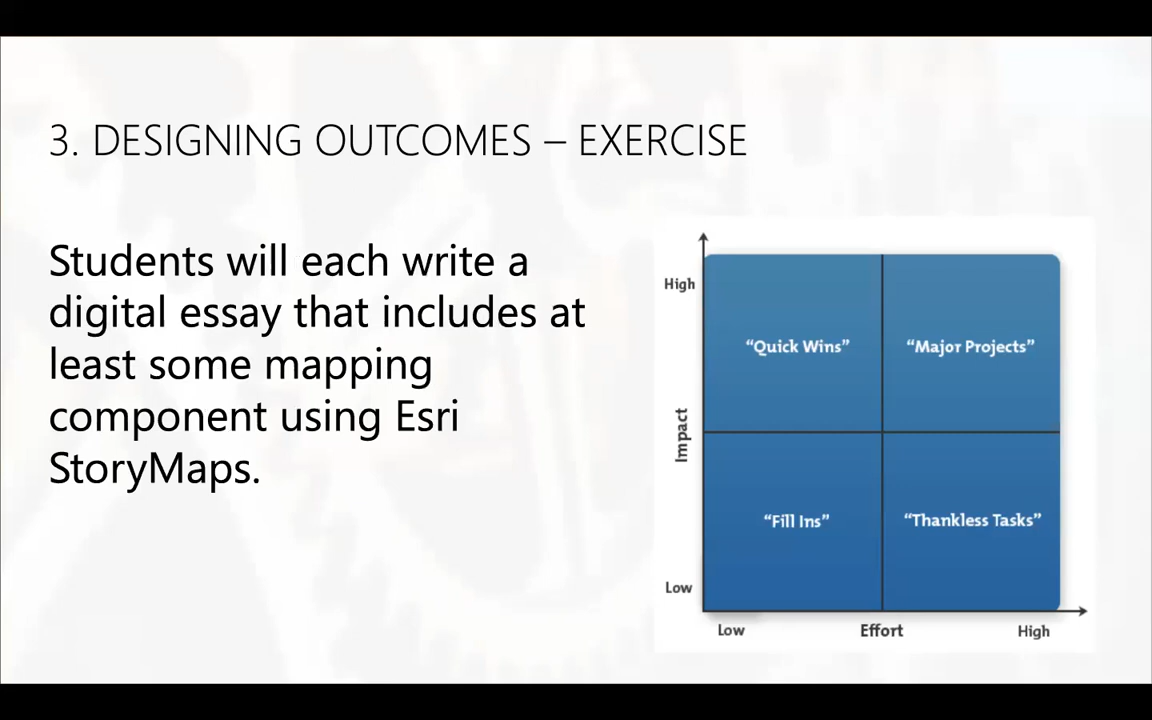 3. DESIGNING OUTCOMES – EXERCISE
Students will each write a
digital essay that includes at
least some mapping
component using Esri
StoryMaps.
High
“Quick Wins”
“Major Projects”
Impact
“Fill Ins”
“Thankless Tasks”
Low
Low
Effort
High